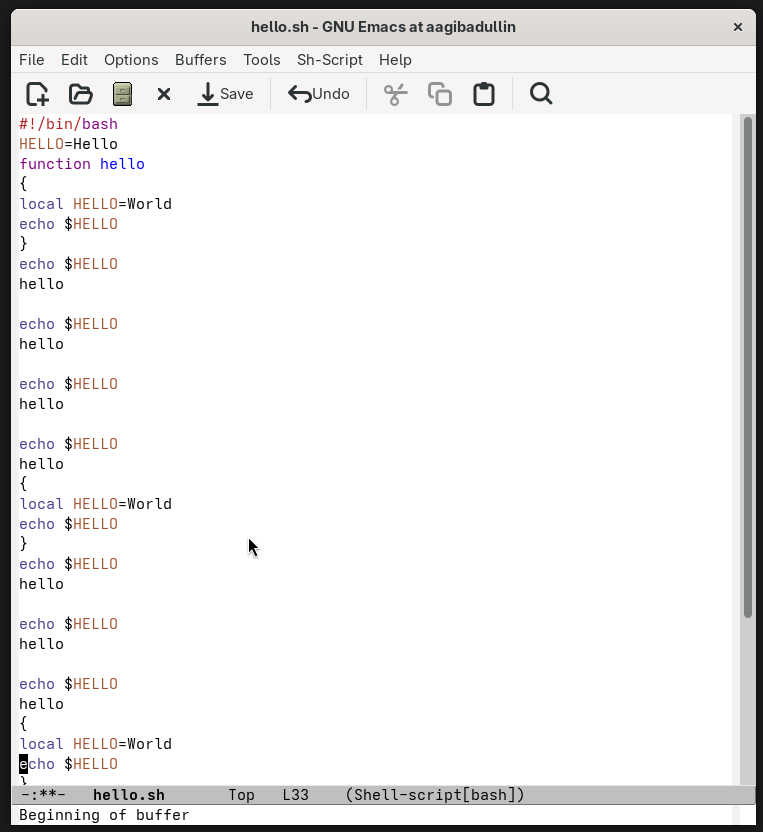 hello.sh - GNU Emacs at aagibadullin
File Edit Options Buffers Tools Sh-Script Help
Save Undo
#!/bin/bash
HELLO=Hello
function hello
{
local HELLO=World
echo $HELLO
}
echo $HELLO
hello
echo $HELLO
hello
echo $HELLO
hello
echo $HELLO
hello
{
local HELLO=World
echo $HELLO
}
echo $HELLO
hello
echo $HELLO
hello
echo $HELLO
hello
{
local HELLO=World
echo $HELLO
}
-:**- hello.sh Top L33 (Shell-script[bash])
Beginning of buffer